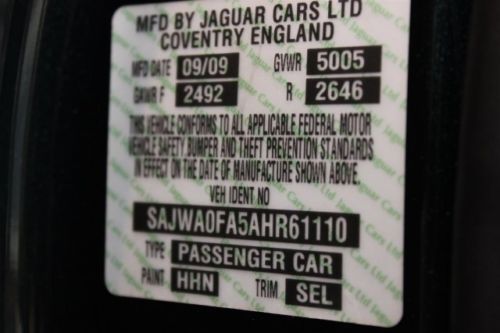 MFD BY JAGUAR CARS LTD
COVENTRY ENGLAND
MFD DATE 09/09 GVWR 5005
GAWR F 2492 R 2646
THIS VEHICLE CONFORMS TO ALL APPLICABLE FEDERAL MOTOR
VEHICLE SAFETY BUMPER AND THEFT PREVENTION STANDARDS
IN EFFECT ON THE DATE OF MANUFACTURE SHOWN ABOVE.
VEH IDENT NO
SAJWA0FA5AHR61110
TYPE PASSENGER CAR
PAINT HHN TRIM SEL